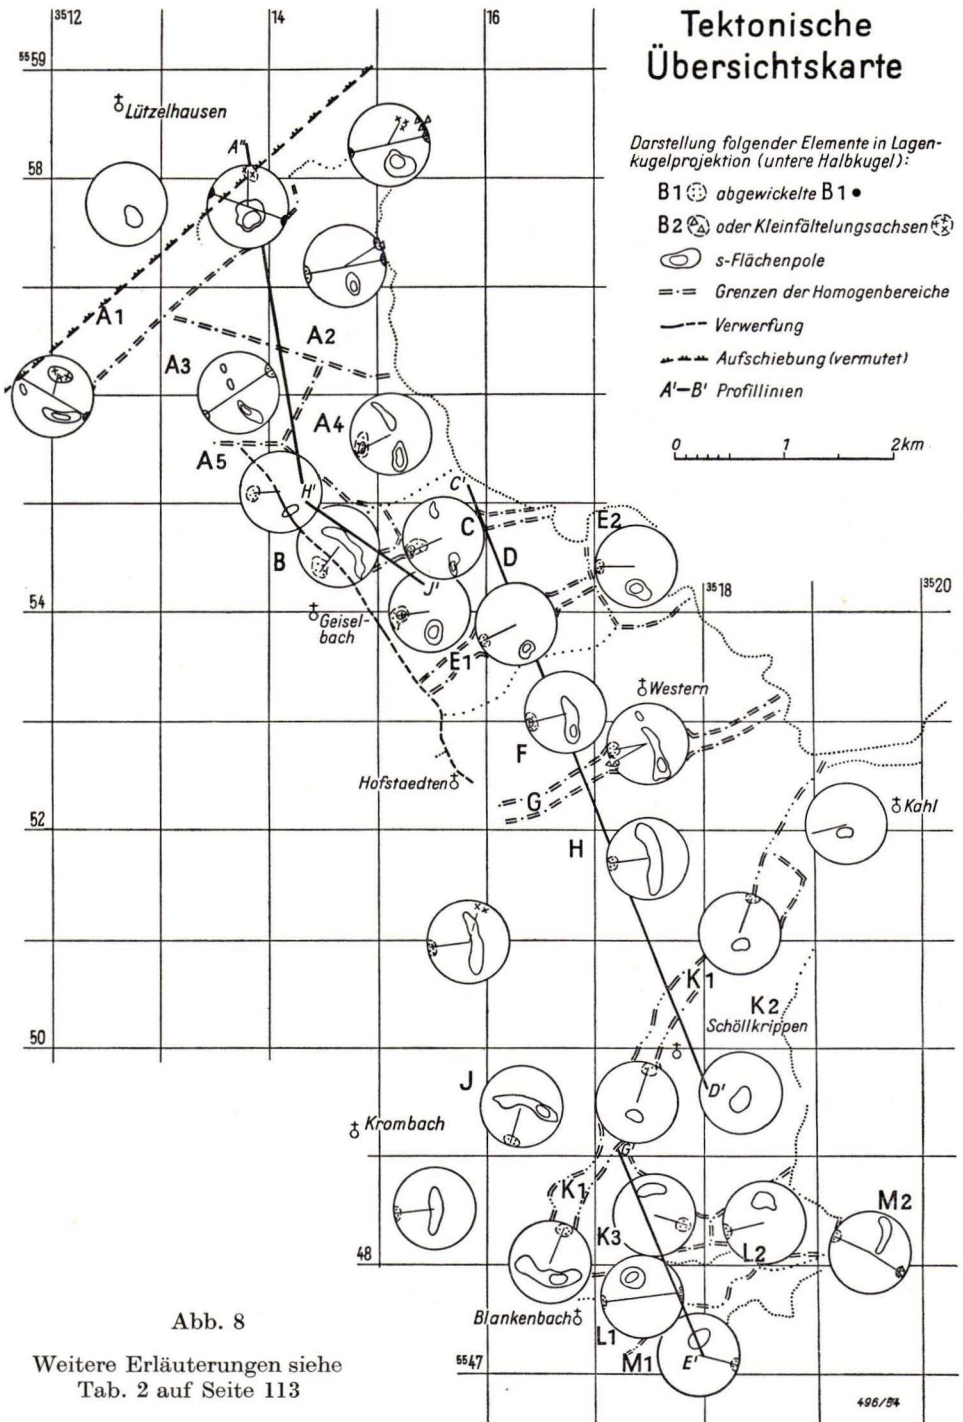 Tektonische
Übersichtskarte
Darstellung folgender Elemente in Lagen-
kugelprojektion (untere Halbkugel):
B1 abgewickelte B1
B2 oder Kleinfältelungsachsen
s-Flächenpole
Grenzen der Homogenbereiche
Verwerfung
Aufschiebung (vermutet)
A'–B' Profillinien
0 1 2km
3512 14 16
5559
Lützelhausen
A''
58
A1
A2
A3
A4
A5
H'
C'
C
E2
B
D
J'
3518 3520
54
Geisel-
bach
E1
Western
F
Hofstaedten
G
Kahl
52
H
K1
K2
Schöllkrippen
50
J
D'
Krombach
G'
K1
K3
M2
L2
48
Blankenbach
L1
M1
E'
5547
Abb. 8
Weitere Erläuterungen siehe
Tab. 2 auf Seite 113
496/54